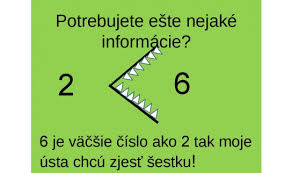 Potrebujete ešte nejaké
informácie?
2 < 6
6 je väčšie číslo ako 2 tak moje
ústa chcú zjesť šestku!